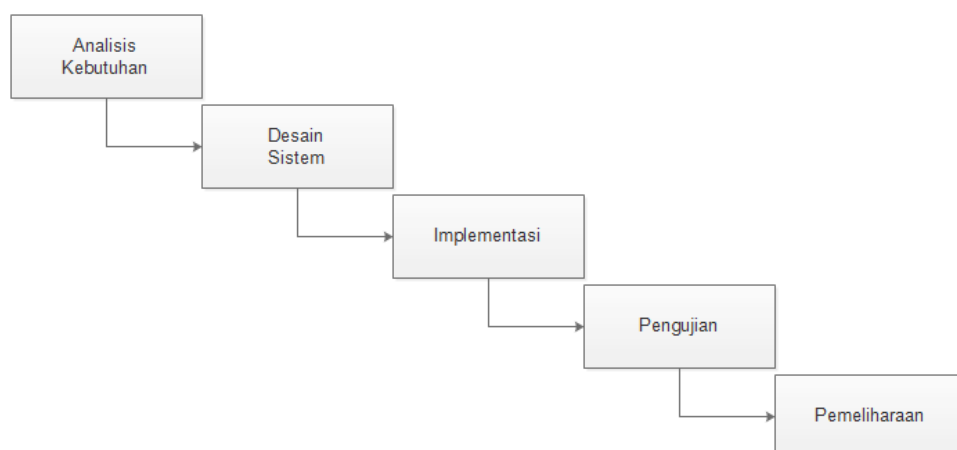 Analisis
Kebutuhan
Desain
Sistem
Implementasi
Pengujian
Pemeliharaan